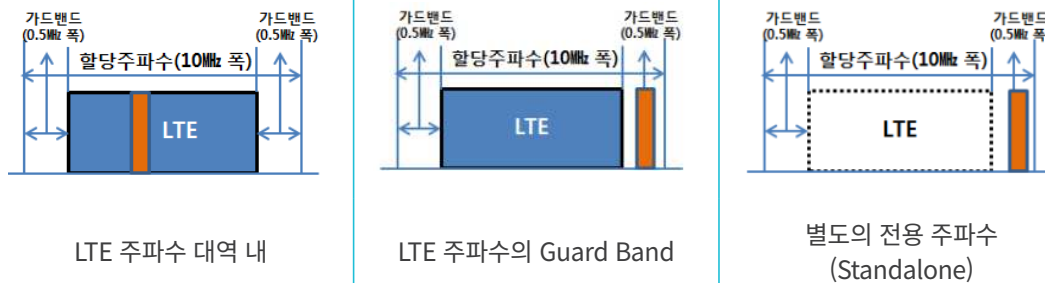 가드밴드
(0.5㎒ 폭)
가드밴드
(0.5㎒ 폭)
할당주파수(10㎒ 폭)
LTE
LTE 주파수 대역 내
가드밴드
(0.5㎒ 폭)
가드밴드
(0.5㎒ 폭)
할당주파수(10㎒ 폭)
LTE
LTE 주파수의 Guard Band
가드밴드
(0.5㎒ 폭)
가드밴드
(0.5㎒ 폭)
할당주파수(10㎒ 폭)
LTE
별도의 전용 주파수
(Standalone)